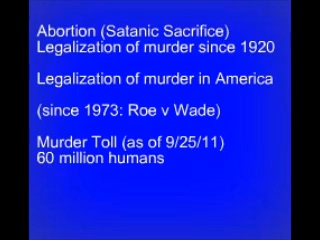 Abortion (Satanic Sacrifice)
Legalization of murder since 1920
Legalization of murder in America
(since 1973: Roe v Wade)
Murder Toll (as of 9/25/11)
60 million humans